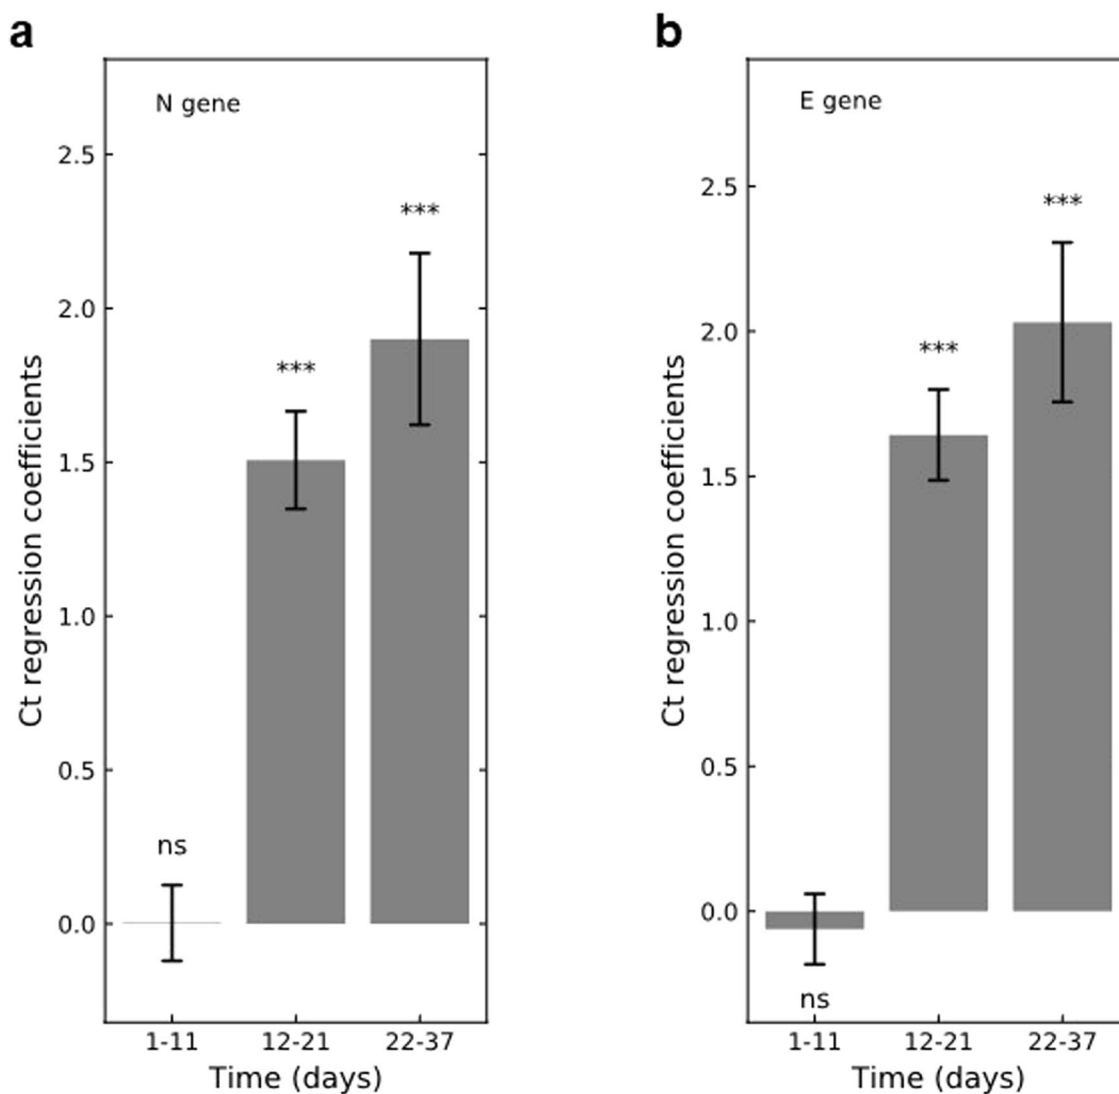 a
N gene
Ct regression coefficients
2.5
2.0
1.5
1.0
0.5
0.0
***
***
ns
1-11 12-21 22-37
Time (days)
b
E gene
Ct regression coefficients
2.5
2.0
1.5
1.0
0.5
0.0
***
***
ns
1-11 12-21 22-37
Time (days)